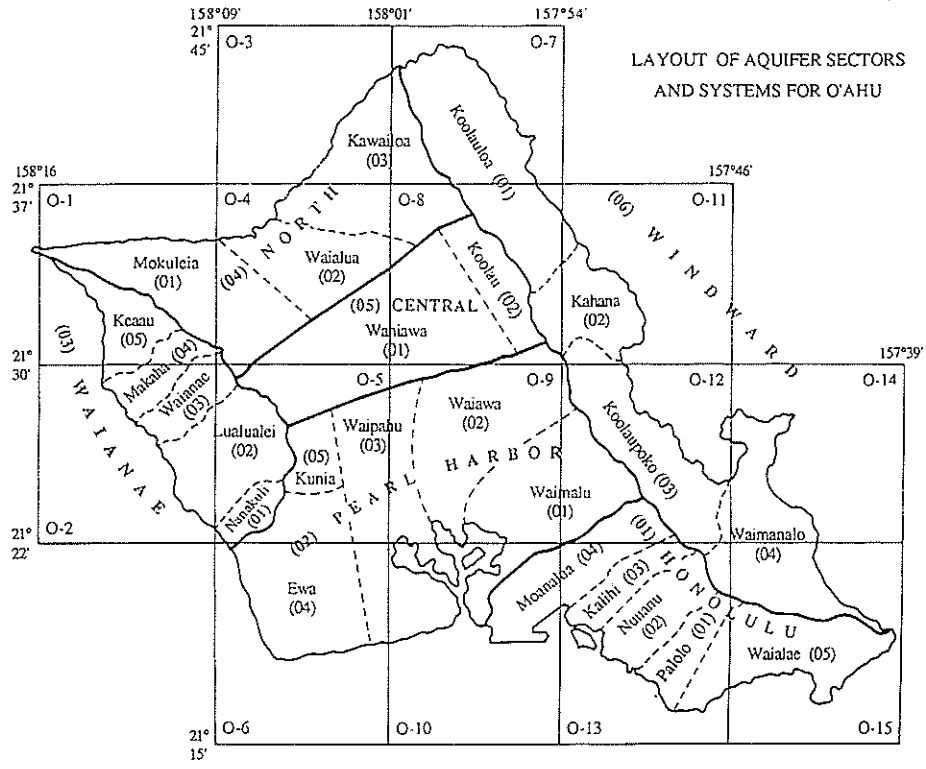 158°09'
158°01'
157°54'
21°
45'
O-3
O-7
LAYOUT OF AQUIFER SECTORS
AND SYSTEMS FOR O'AHU
Kawailoa
(03)
Koolauloa (01)
158°16
21°
37'
157°46'
O-1
O-4
O-8
O-11
NORTH
(04)
(06) WINDWARD
Mokuleia
(01)
Waialua
(02)
Koolau (02)
(05) CENTRAL
Kahana
(02)
Keaau
(05)
Wahiawa
(01)
(03)
WAIANAE
Makaha (04)
21°
30'
157°39'
O-5
O-9
O-12
O-14
Waianae
(03)
Waipahu
(03)
Waiawa
(02)
Koolaupoko (03)
Lualualei
(02)
(05)
Kunia
(02) PEARL HARBOR
Nanakuli
(01)
Waimalu
(01)
O-2
21°
22'
Waimanalo
(04)
Moanaloa (04)
(01) HONOLULU
Kalihi (03)
Ewa
(04)
Nuuanu
(02)
Palolo (01)
Waialae (05)
O-6
O-10
O-13
O-15
21°
15'